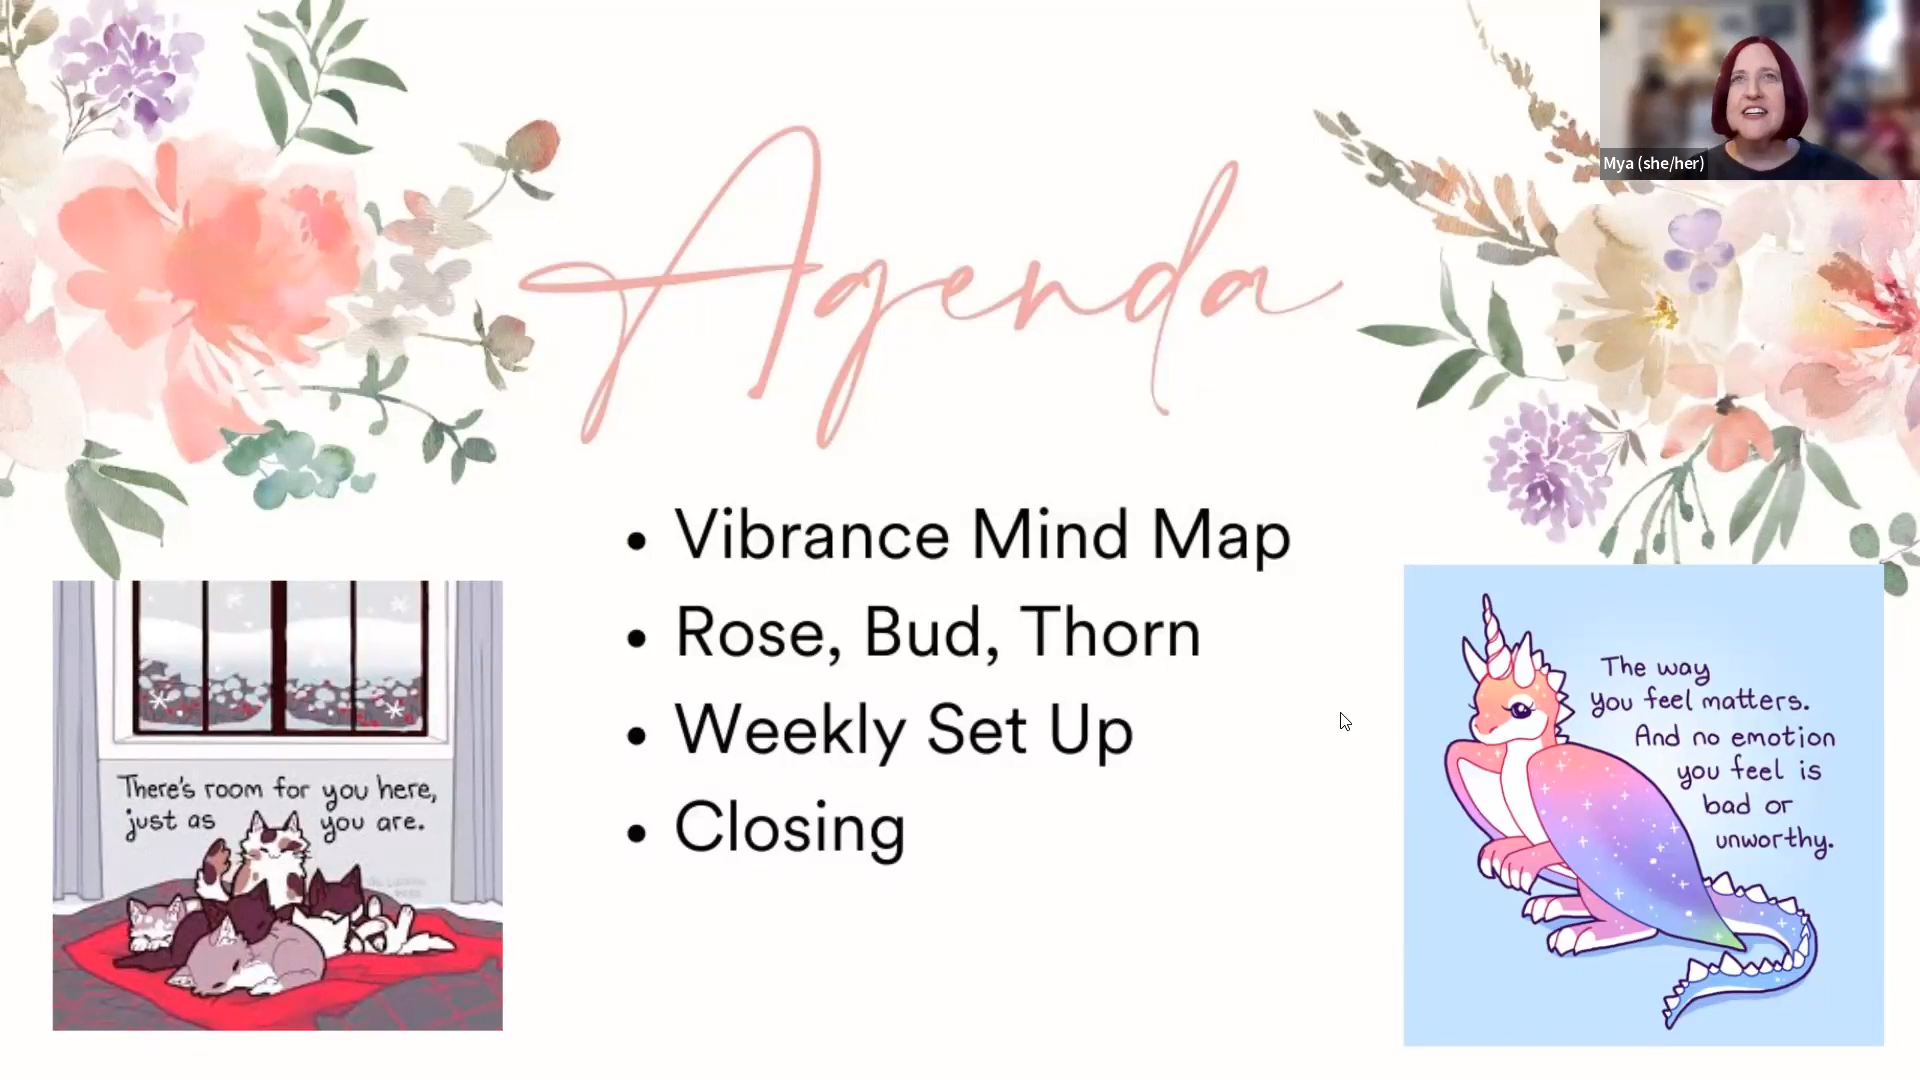 Mya (she/her)
Agenda
• Vibrance Mind Map
• Rose, Bud, Thorn
• Weekly Set Up
• Closing
There's room for you here,
just as you are.
The way
you feel matters.
And no emotion
you feel is
bad or
unworthy.